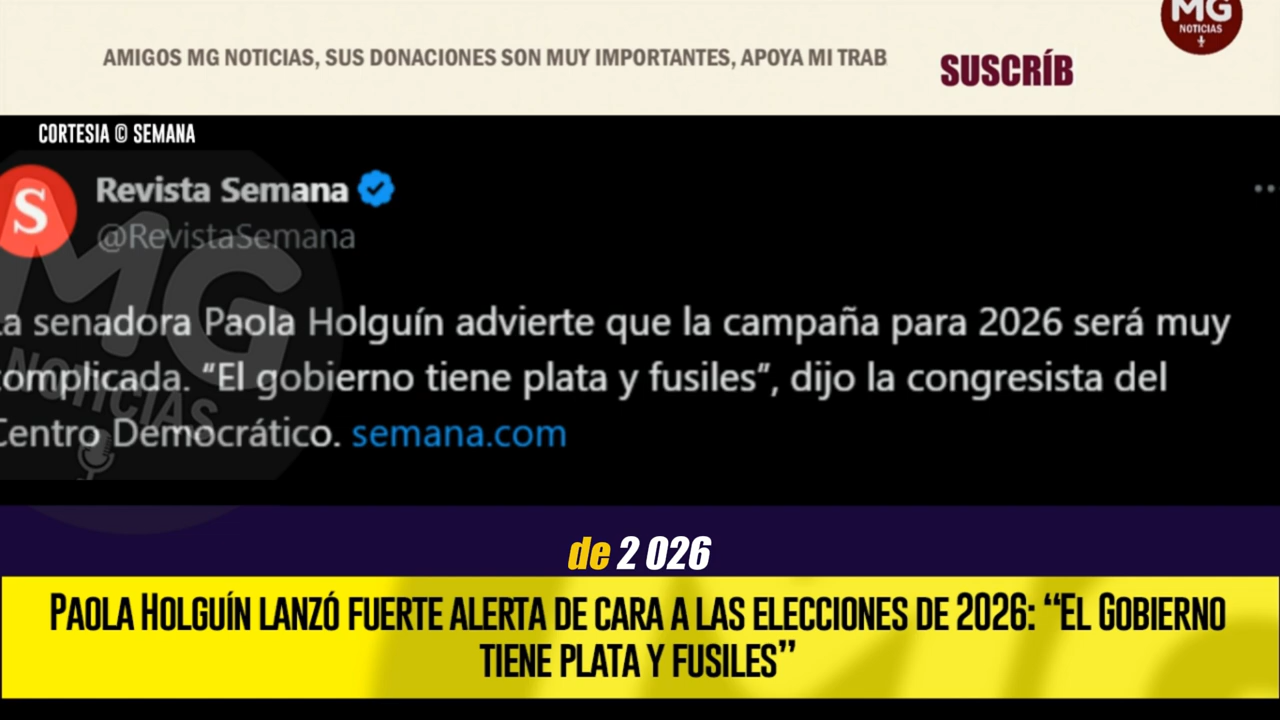 MG
NOTICIAS
AMIGOS MG NOTICIAS, SUS DONACIONES SON MUY IMPORTANTES, APOYA MI TRAB
SUSCRÍB
CORTESIA © SEMANA
S
Revista Semana
@RevistaSemana
a senadora Paola Holguín advierte que la campaña para 2026 será muy
complicada. “El gobierno tiene plata y fusiles”, dijo la congresista del
Centro Democrático. semana.com
MG
NOTICIAS
de 2 026
PAOLA HOLGUÍN LANZÓ FUERTE ALERTA DE CARA A LAS ELECCIONES DE 2026: “EL GOBIERNO
TIENE PLATA Y FUSILES”